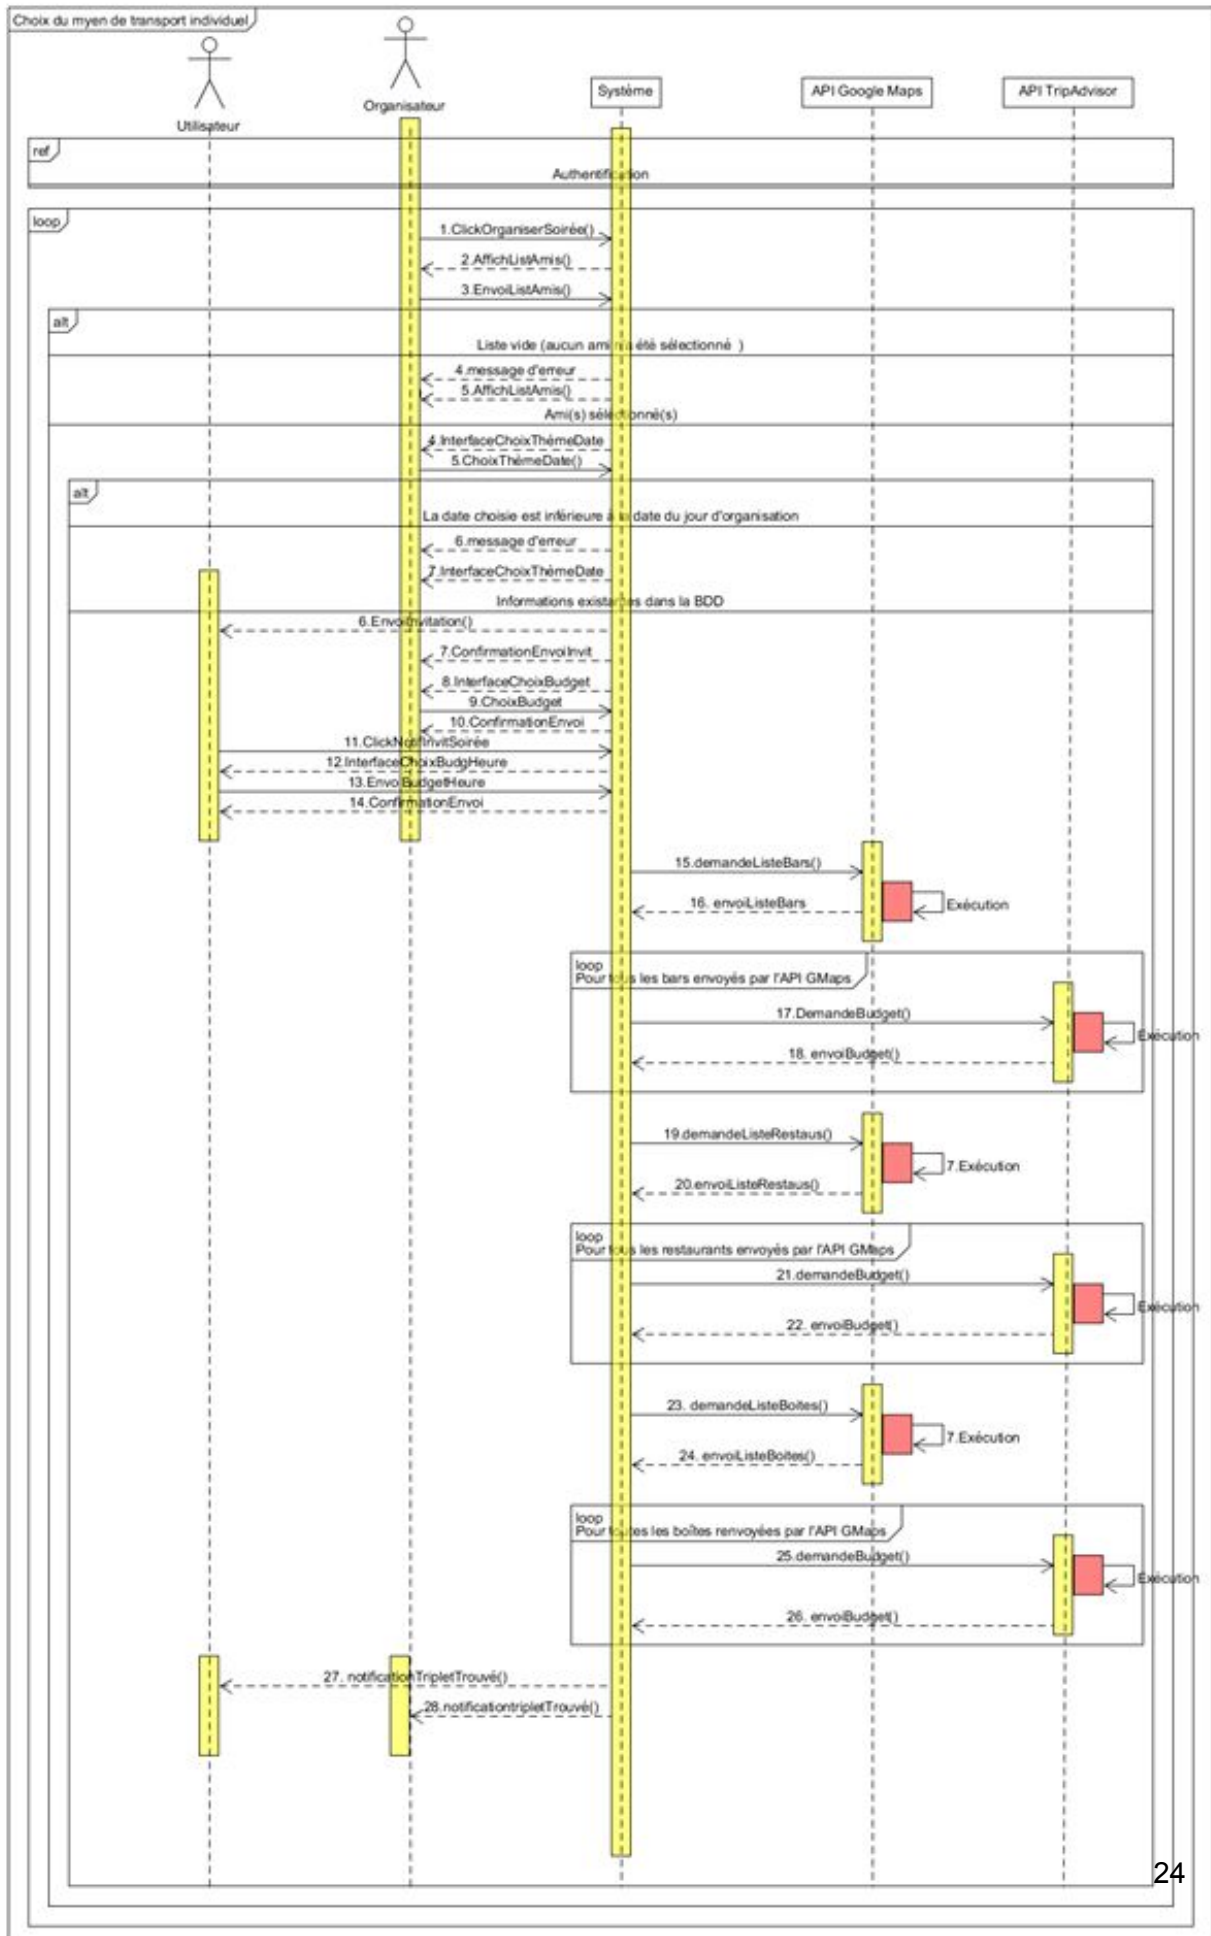 Choix du myen de transport individuel
Utilisateur
Organisateur
Système
API Google Maps
API TripAdvisor
ref
Authentification
loop
1.ClickOrganiserSoirée()
2.AffichListAmis()
3.EnvoiListAmis()
alt
Liste vide (aucun ami n'a été sélectionné )
4.message d'erreur
5.AffichListAmis()
Ami(s) sélectionné(s)
4.InterfaceChoixThèmeDate
5.ChoixThèmeDate()
alt
La date choisie est inférieure à la date du jour d'organisation
6.message d'erreur
7.InterfaceChoixThèmeDate
Informations existantes dans la BDD
6.EnvoiInvitation()
7.ConfirmationEnvoiInvit
8.InterfaceChoixBudget
9.ChoixBudget
10.ConfirmationEnvoi
11.ClickNotifInvitSoirée
12.InterfaceChoixBudgHeure
13.EnvoiBudgetHeure
14.ConfirmationEnvoi
15.demandeListeBars()
16. envoiListeBars
Exécution
loop
Pour tous les bars envoyés par l'API GMaps
17.DemandeBudget()
Exécution
18. envoiBudget()
19.demandeListeRestaus()
7.Exécution
20.envoiListeRestaus()
loop
Pour tous les restaurants envoyés par l'API GMaps
21.demandeBudget()
Exécution
22. envoiBudget()
23. demandeListeBoites()
7.Exécution
24. envoiListeBoites()
loop
Pour toutes les boîtes renvoyées par l'API GMaps
25.demandeBudget()
Exécution
26. envoiBudget()
27. notificationTripletTrouvé()
28.notificationtripletTrouvé()
24